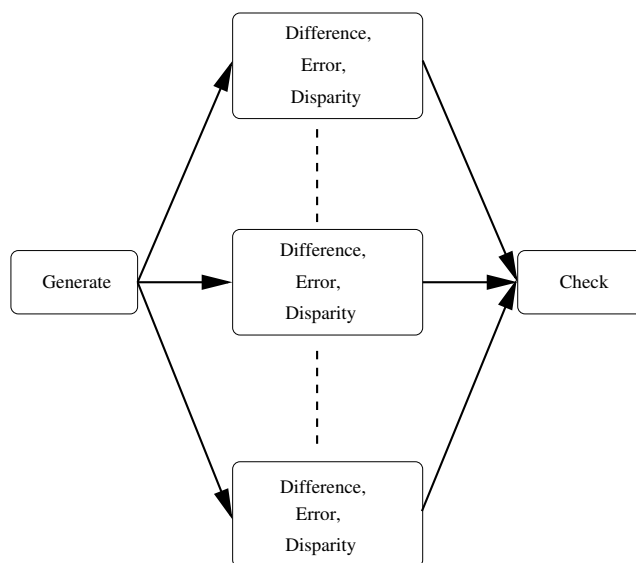 Difference,
Error,
Disparity
Generate
Difference,
Error,
Disparity
Check
Difference,
Error,
Disparity